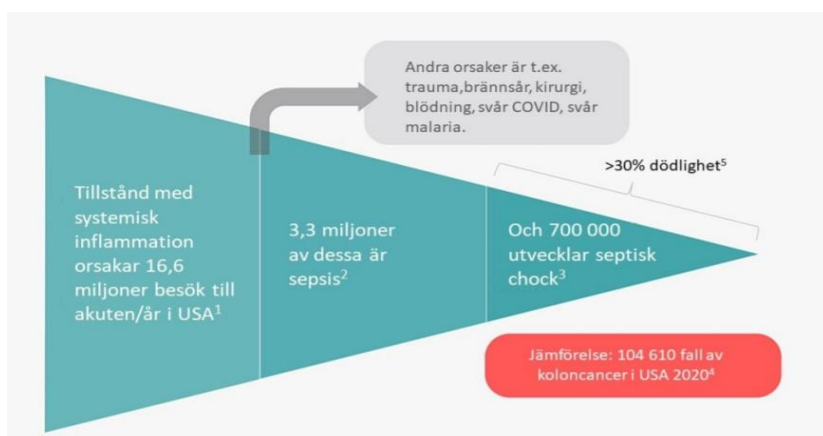 Andra orsaker är t.ex.
trauma,brännsår, kirurgi,
blödning, svår COVID, svår
malaria.
>30% dödlighet⁵
Tillstånd med
systemisk
inflammation
orsakar 16,6
miljoner besök till
akuten/år i USA¹
3,3 miljoner
av dessa är
sepsis²
Och 700 000
utvecklar septisk
chock³
Jämförelse: 104 610 fall av
koloncancer i USA 2020⁴